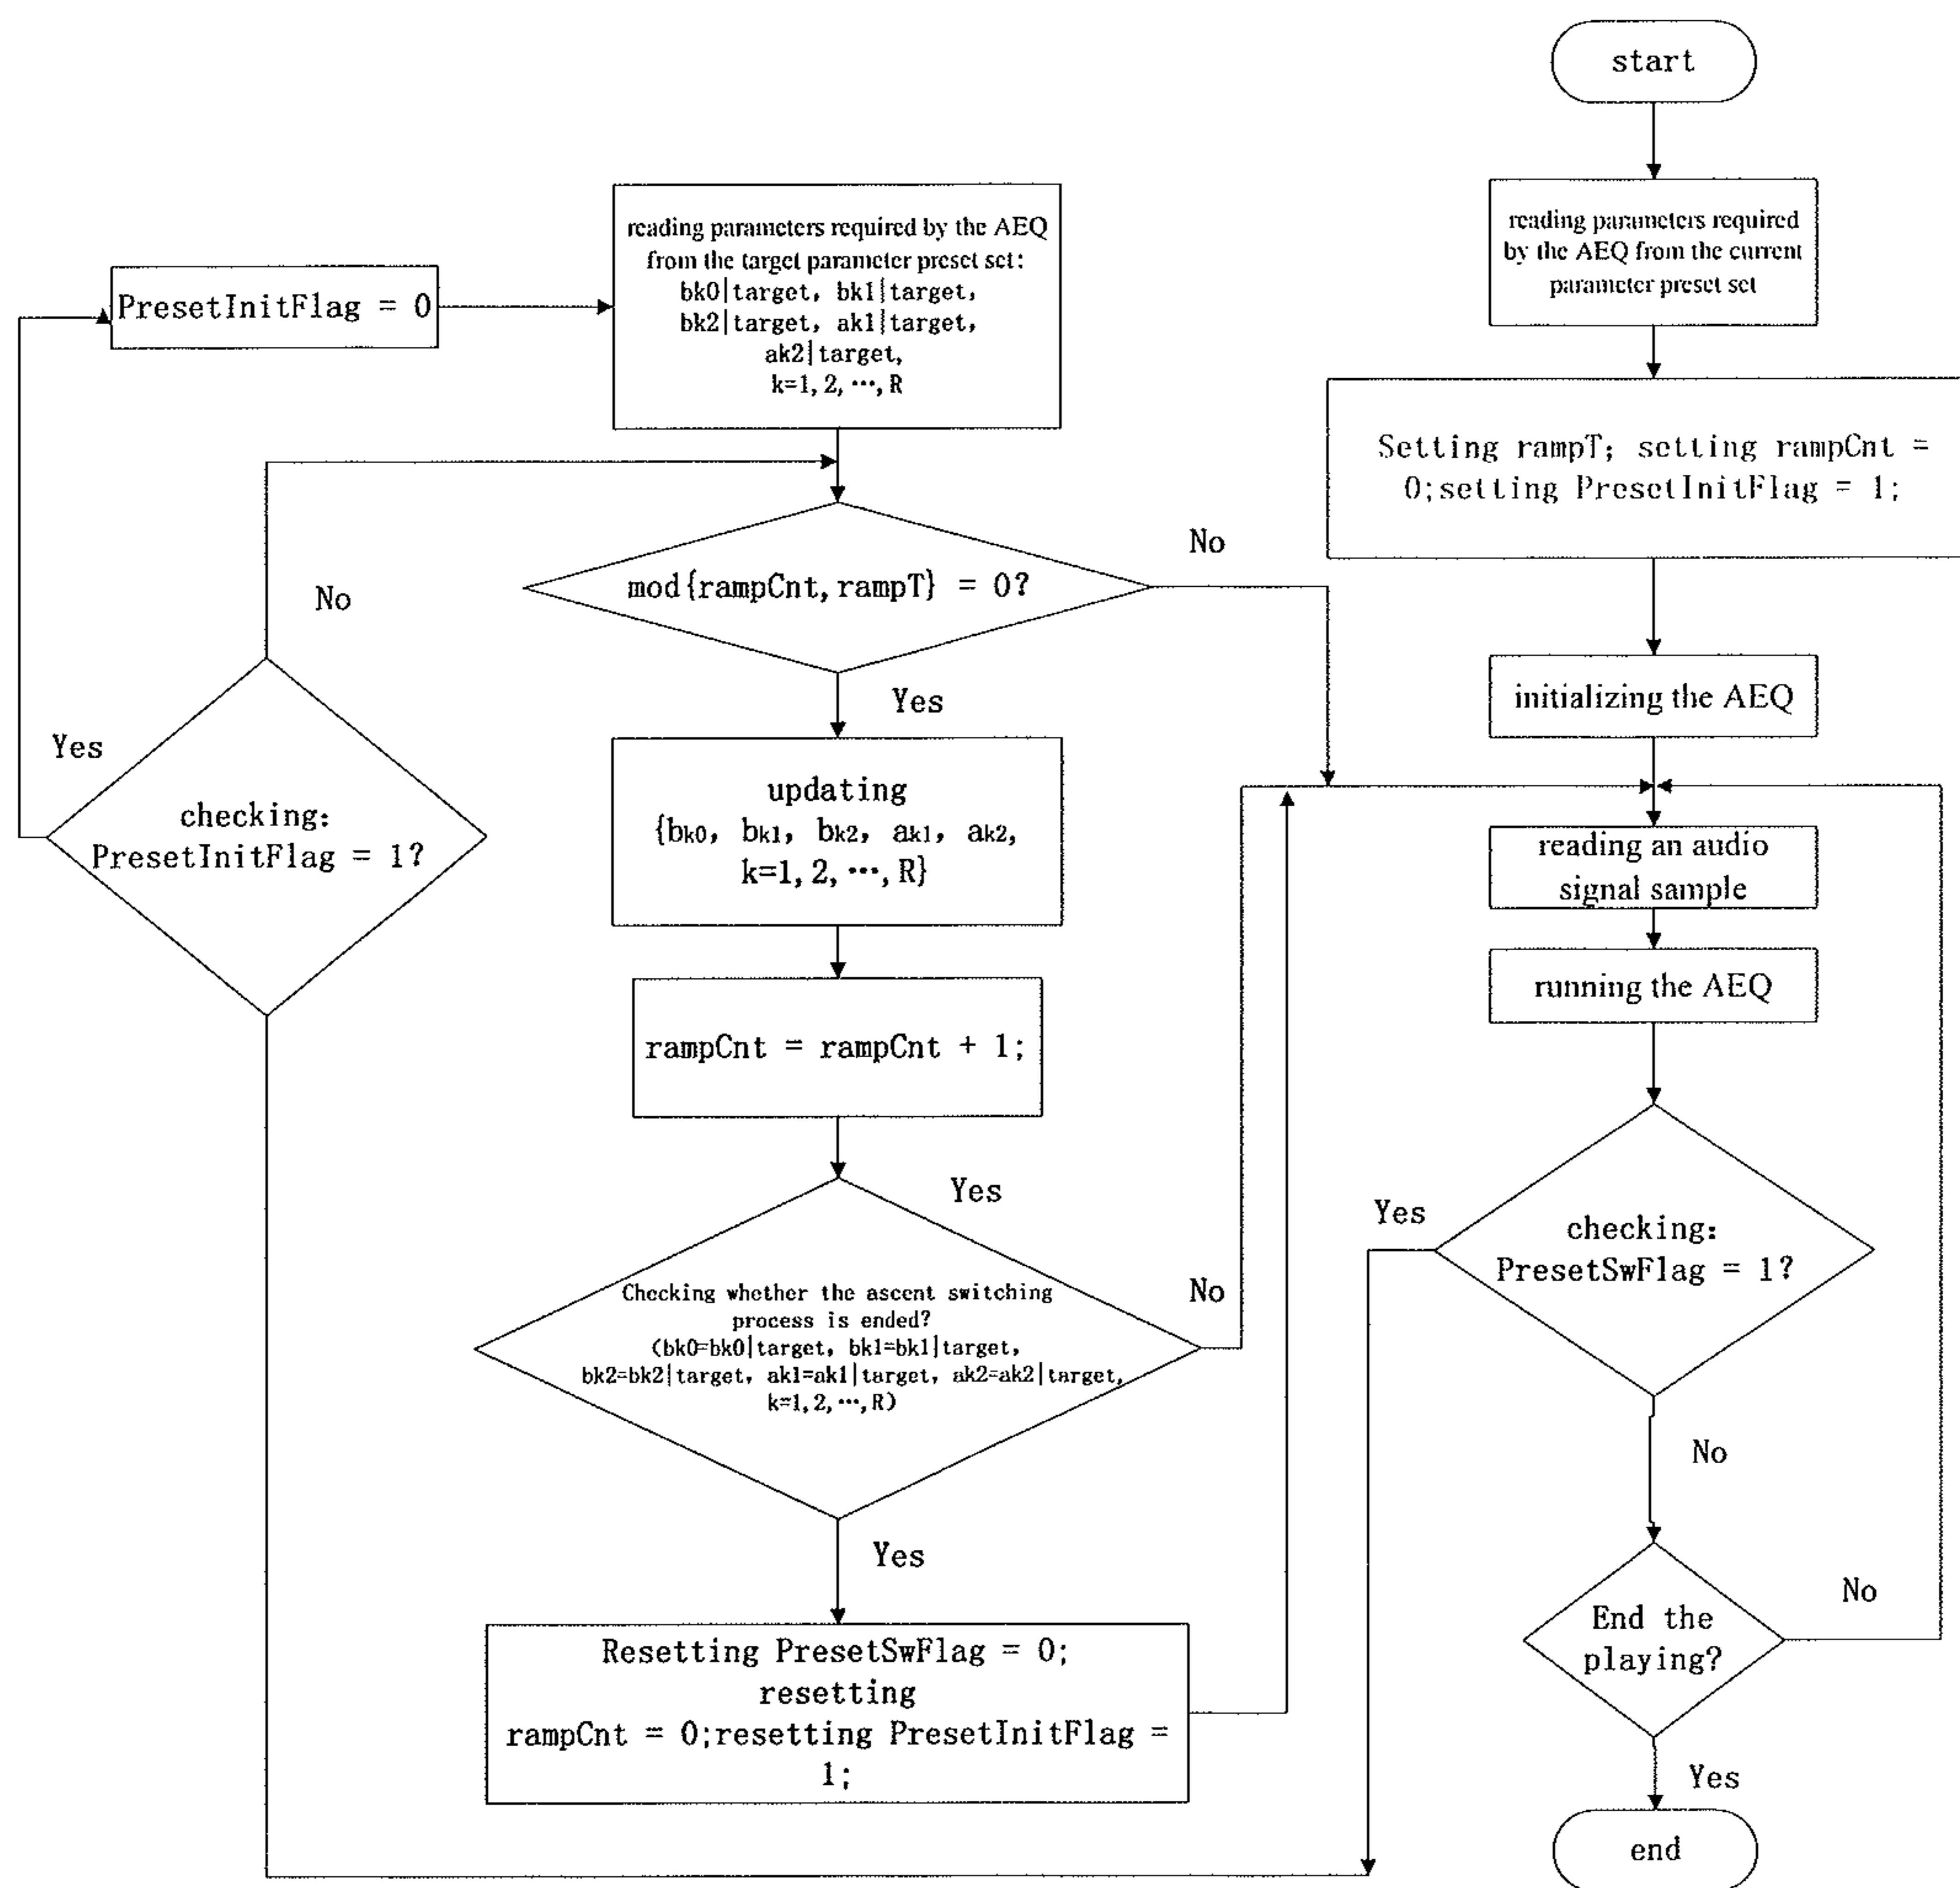 start
reading parameters required
by the AEQ from the current
parameter preset set
Setting rampT; setting rampCnt =
0;setting PresetInitFlag = 1;
initializing the AEQ
reading an audio
signal sample
running the AEQ
Yes
checking:
PresetSwFlag = 1?
No
End the
playing?
No
Yes
end
No
Yes
checking:
PresetInitFlag = 1?
PresetInitFlag = 0
reading parameters required by the AEQ
from the target parameter preset set:
bk0|target, bk1|target,
bk2|target, ak1|target,
ak2|target,
k=1, 2, ···, R
mod{rampCnt, rampT} = 0?
No
Yes
updating
{bk0, bk1, bk2, ak1, ak2,
k=1, 2, ···, R}
rampCnt = rampCnt + 1;
Yes
Checking whether the ascent switching
process is ended?
(bk0=bk0|target, bk1=bk1|target,
bk2=bk2|target, ak1=ak1|target, ak2=ak2|target,
k=1, 2, ···, R)
No
Yes
Resetting PresetSwFlag = 0;
resetting
rampCnt = 0;resetting PresetInitFlag =
1;